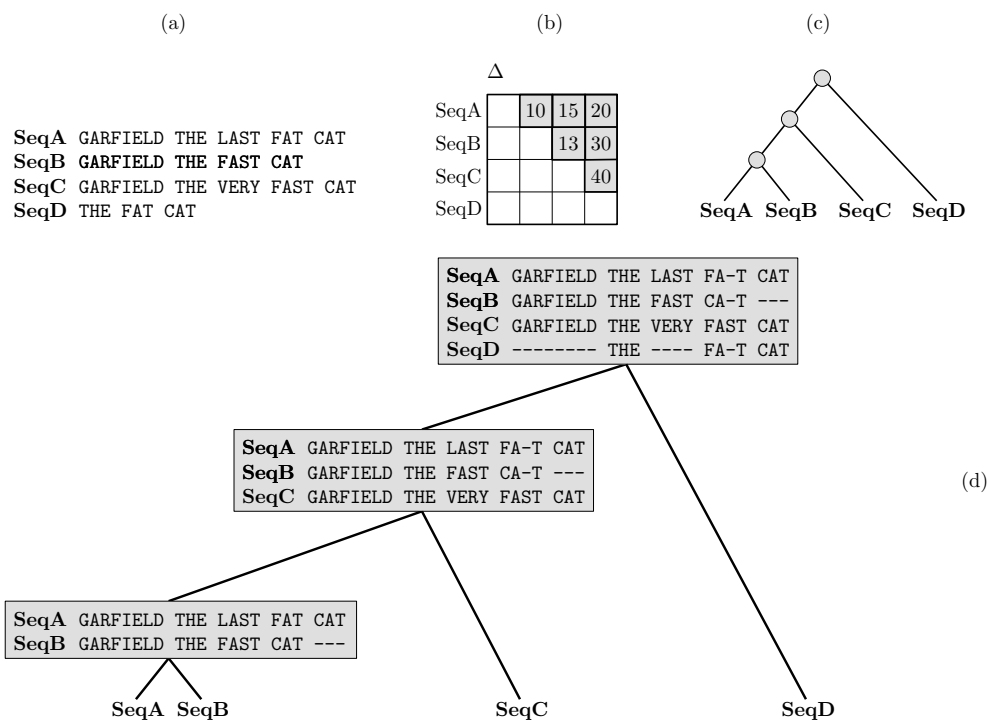 (a)
(b)
(c)
SeqA GARFIELD THE LAST FAT CAT
SeqB GARFIELD THE FAST CAT
SeqC GARFIELD THE VERY FAST CAT
SeqD THE FAT CAT
Δ
SeqA 10 15 20
SeqB 13 30
SeqC 40
SeqD
SeqA SeqB SeqC SeqD
SeqA GARFIELD THE LAST FA-T CAT
SeqB GARFIELD THE FAST CA-T ---
SeqC GARFIELD THE VERY FAST CAT
SeqD -------- THE ---- FA-T CAT
SeqA GARFIELD THE LAST FA-T CAT
SeqB GARFIELD THE FAST CA-T ---
SeqC GARFIELD THE VERY FAST CAT
(d)
SeqA GARFIELD THE LAST FAT CAT
SeqB GARFIELD THE FAST CAT ---
SeqA SeqB SeqC SeqD